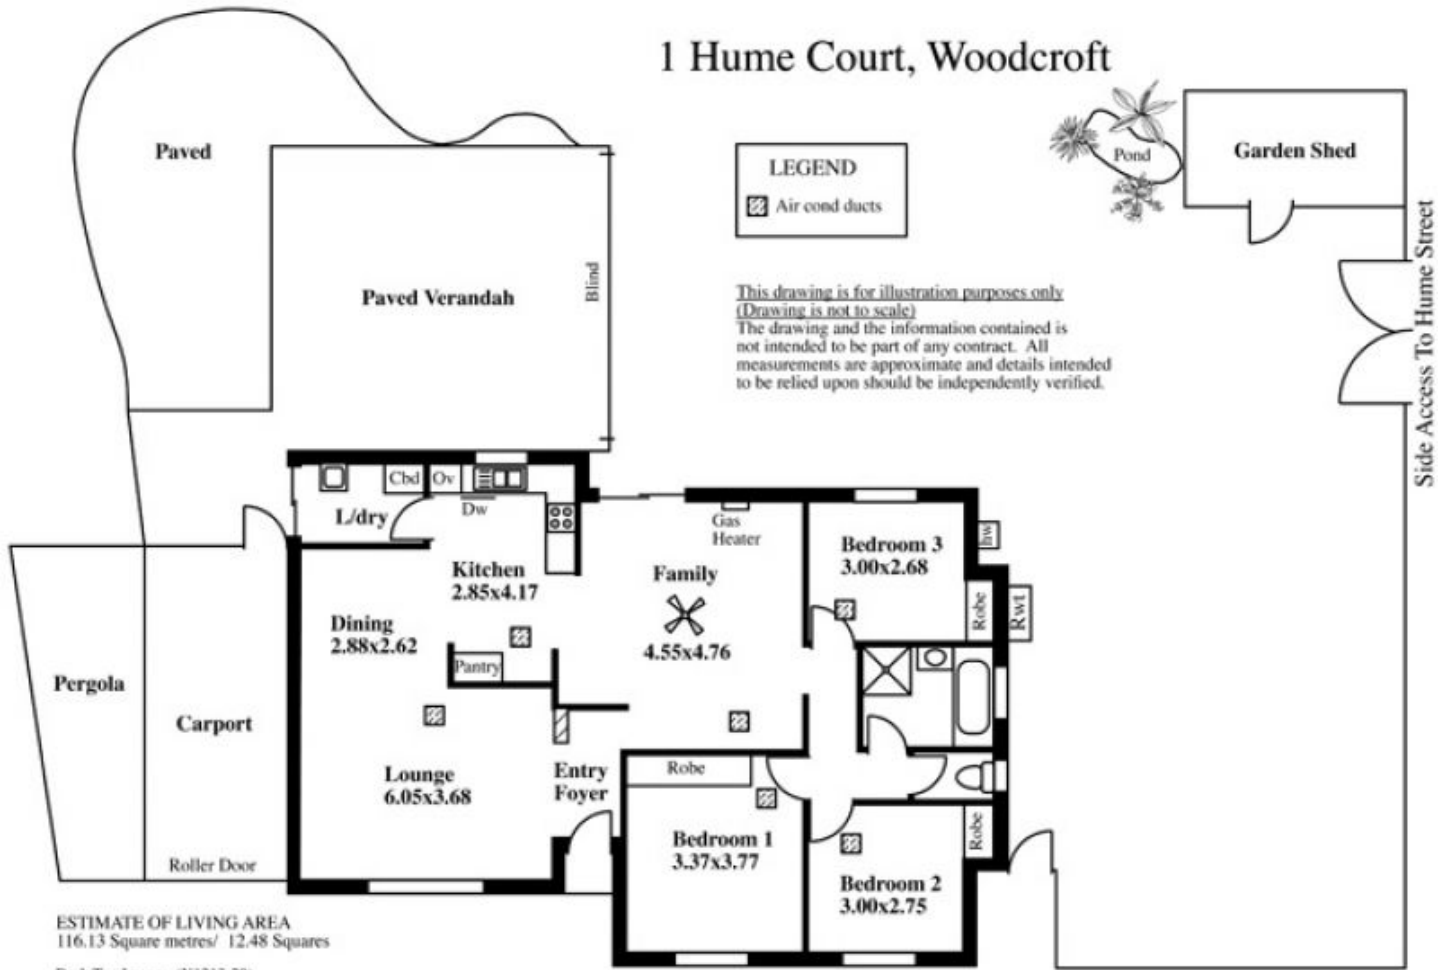 1 Hume Court, Woodcroft
Paved
LEGEND
Air cond ducts
Pond
Garden Shed
Side Access To Hume Street
Paved Verandah
Blind
This drawing is for illustration purposes only
(Drawing is not to scale)
The drawing and the information contained is
not intended to be part of any contract. All
measurements are approximate and details intended
to be relied upon should be independently verified.
Cbd
Ov
L/dry
Dw
Gas
Heater
Bedroom 3
3.00x2.68
hw
Kitchen
2.85x4.17
Family
4.55x4.76
Robe
Rwt
Dining
2.88x2.62
Pantry
Pergola
Carport
Lounge
6.05x3.68
Entry
Foyer
Robe
Bedroom 1
3.37x3.77
Robe
Bedroom 2
3.00x2.75
Roller Door
ESTIMATE OF LIVING AREA
116.13 Square metres/ 12.48 Squares